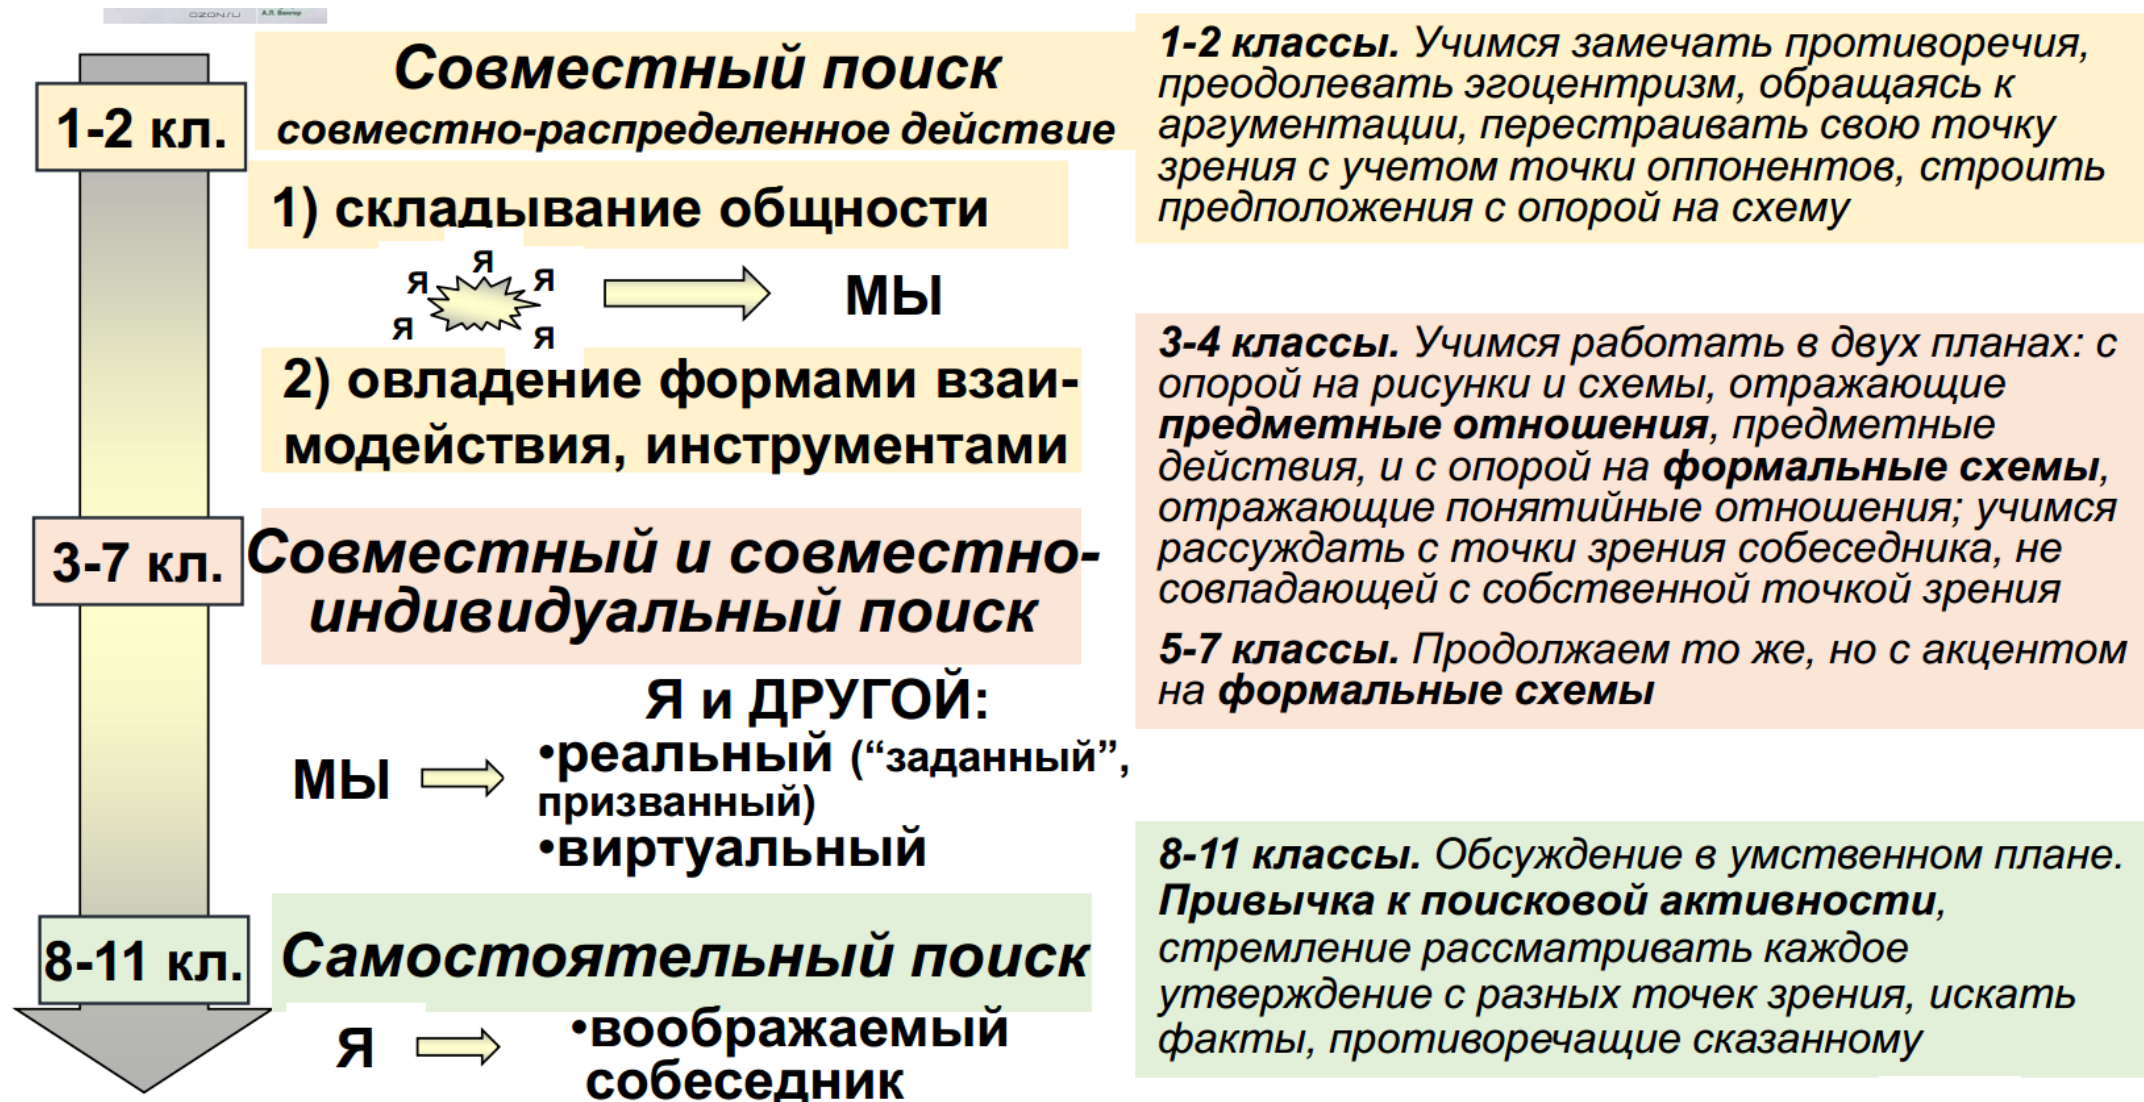 OZON.RU
А.Л. Венгер
1-2 кл.
Совместный поиск
совместно-распределенное действие
1) складывание общности
Я
Я Я
Я Я
МЫ
2) овладение формами взаи-
модействия, инструментами
3-7 кл.
Совместный и совместно-
индивидуальный поиск
Я и ДРУГОЙ:
МЫ
•реальный (“заданный”,
призванный)
•виртуальный
8-11 кл.
Самостоятельный поиск
Я
•воображаемый
собеседник
1-2 классы. Учимся замечать противоречия,
преодолевать эгоцентризм, обращаясь к
аргументации, перестраивать свою точку
зрения с учетом точки оппонентов, строить
предположения с опорой на схему
3-4 классы. Учимся работать в двух планах: с
опорой на рисунки и схемы, отражающие
предметные отношения, предметные
действия, и с опорой на формальные схемы,
отражающие понятийные отношения; учимся
рассуждать с точки зрения собеседника, не
совпадающей с собственной точкой зрения
5-7 классы. Продолжаем то же, но с акцентом
на формальные схемы
8-11 классы. Обсуждение в умственном плане.
Привычка к поисковой активности,
стремление рассматривать каждое
утверждение с разных точек зрения, искать
факты, противоречащие сказанному